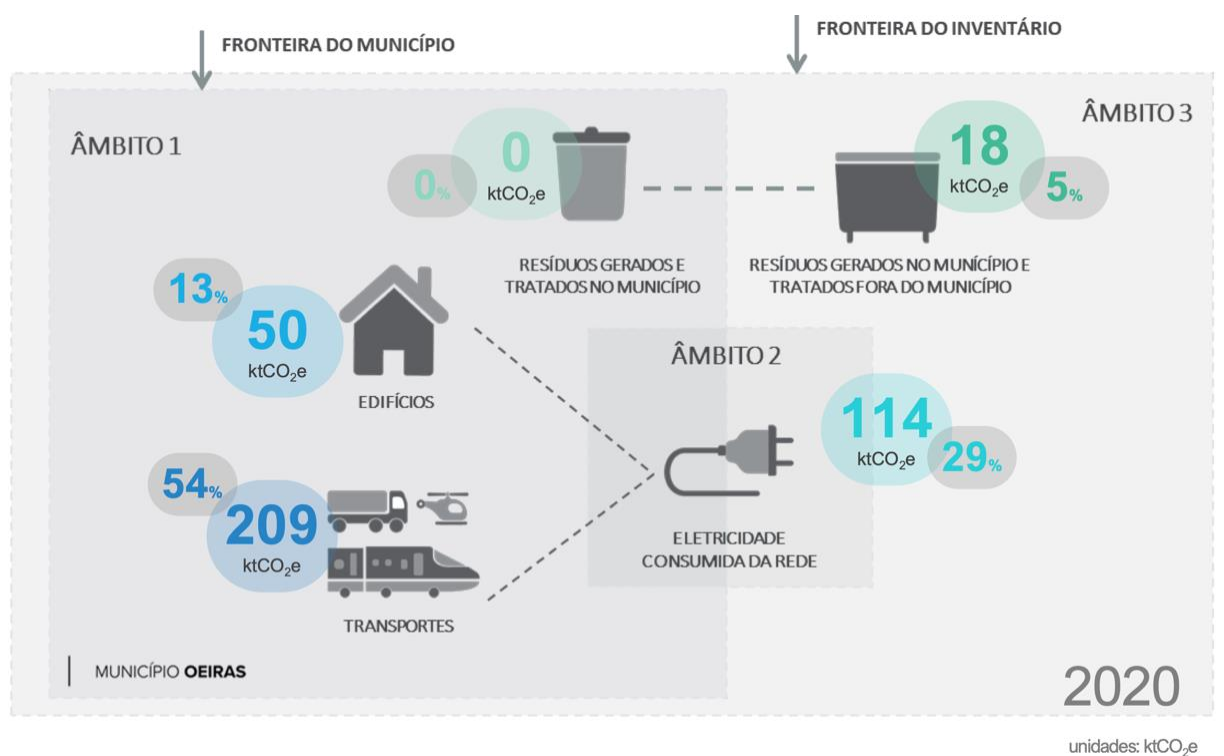 FRONTEIRA DO MUNICÍPIO
FRONTEIRA DO INVENTÁRIO
ÂMBITO 1
ÂMBITO 3
0%
0
ktCO₂e
18
ktCO₂e
5%
RESÍDUOS GERADOS E
TRATADOS NO MUNICÍPIO
RESÍDUOS GERADOS NO MUNÍCÍPIO E
TRATADOS FORA DO MUNICÍPIO
13%
50
ktCO₂e
EDIFÍCIOS
ÂMBITO 2
114
ktCO₂e
29%
ELETRICIDADE
CONSUMIDA DA REDE
54%
209
ktCO₂e
TRANSPORTES
MUNICÍPIO OEIRAS
2020
unidades: ktCO₂e